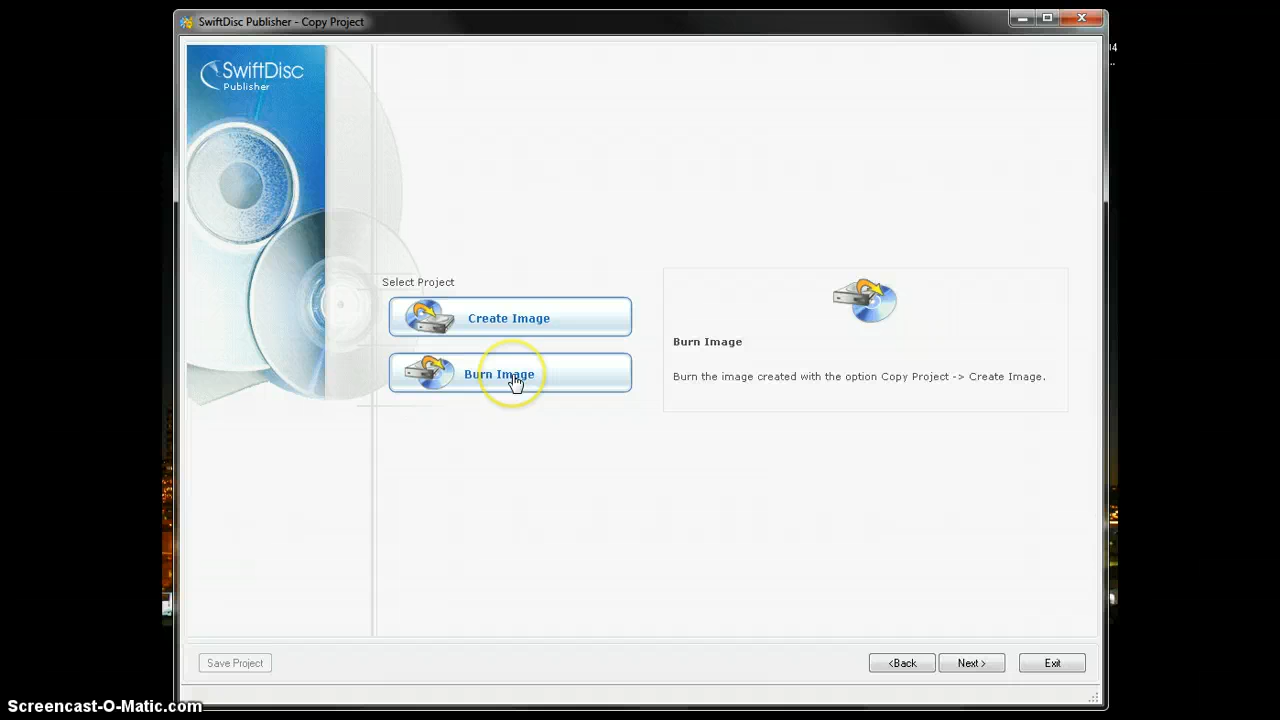 SwiftDisc Publisher - Copy Project
SwiftDisc
Publisher
Select Project
Create Image
Burn Image
Burn Image
Burn the image created with the option Copy Project -> Create Image.
Save Project
<Back
Next>
Exit
Screencast-O-Matic.com